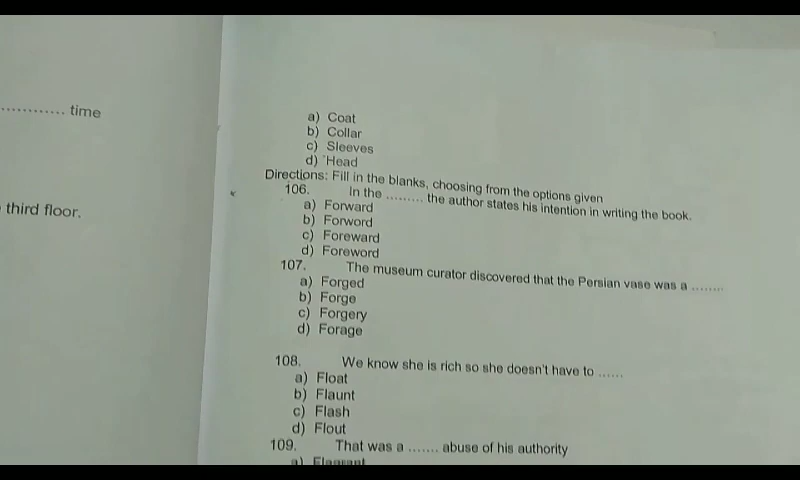 ............ time
third floor.
a) Coat
b) Collar
c) Sleeves
d) Head
Directions: Fill in the blanks, choosing from the options given
106. In the ......... the author states his intention in writing the book.
a) Forward
b) Forword
c) Foreward
d) Foreword
107. The museum curator discovered that the Persian vase was a ........
a) Forged
b) Forge
c) Forgery
d) Forage
108. We know she is rich so she doesn't have to ......
a) Float
b) Flaunt
c) Flash
d) Flout
109. That was a ....... abuse of his authority
a) Flagrant